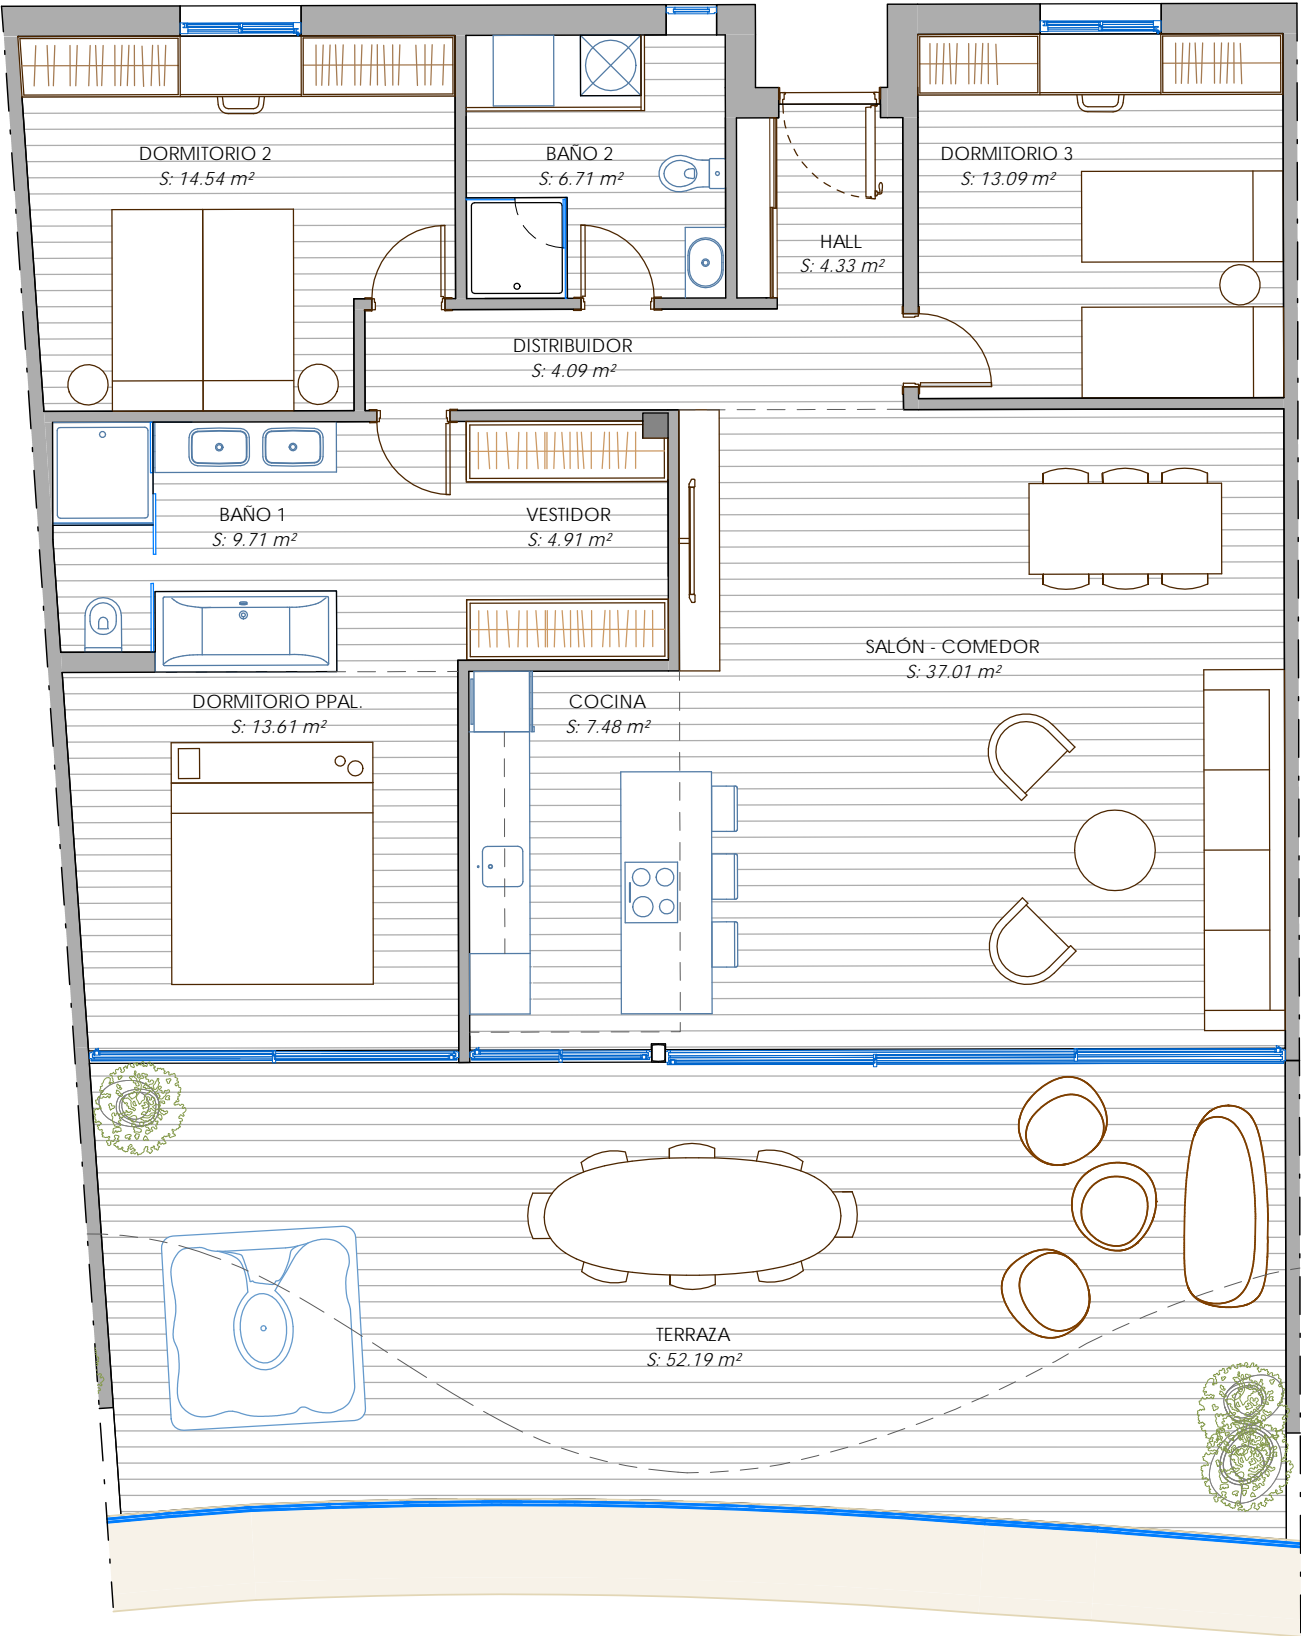 DORMITORIO 2
S: 14.54 m²
BAÑO 2
S: 6.71 m²
DORMITORIO 3
S: 13.09 m²
HALL
S: 4.33 m²
DISTRIBUIDOR
S: 4.09 m²
BAÑO 1
S: 9.71 m²
VESTIDOR
S: 4.91 m²
SALÓN - COMEDOR
S: 37.01 m²
DORMITORIO PPAL.
S: 13.61 m²
COCINA
S: 7.48 m²
TERRAZA
S: 52.19 m²